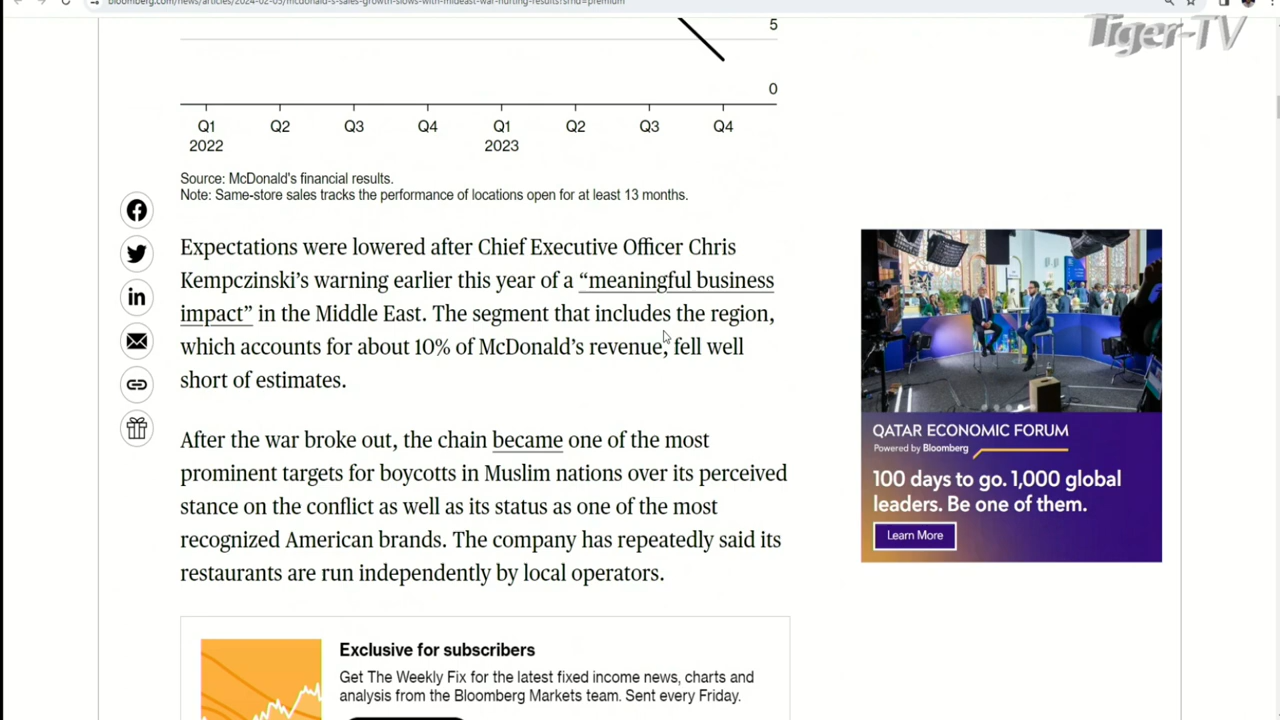 bloomberg.com/news/articles/2024-02-05/mcdonald-s-sales-growth-slows-with-mideast-war-hurting-results?srnd=premium
Tiger-TV
5
0
Q1 Q2 Q3 Q4 Q1 Q2 Q3 Q4
2022 2023
Source: McDonald's financial results.
Note: Same-store sales tracks the performance of locations open for at least 13 months.
Expectations were lowered after Chief Executive Officer Chris
Kempczinski’s warning earlier this year of a “meaningful business
impact” in the Middle East. The segment that includes the region,
which accounts for about 10% of McDonald’s revenue, fell well
short of estimates.
After the war broke out, the chain became one of the most
prominent targets for boycotts in Muslim nations over its perceived
stance on the conflict as well as its status as one of the most
recognized American brands. The company has repeatedly said its
restaurants are run independently by local operators.
QATAR ECONOMIC FORUM
Powered by Bloomberg
100 days to go. 1,000 global
leaders. Be one of them.
Learn More
Exclusive for subscribers
Get The Weekly Fix for the latest fixed income news, charts and
analysis from the Bloomberg Markets team. Sent every Friday.